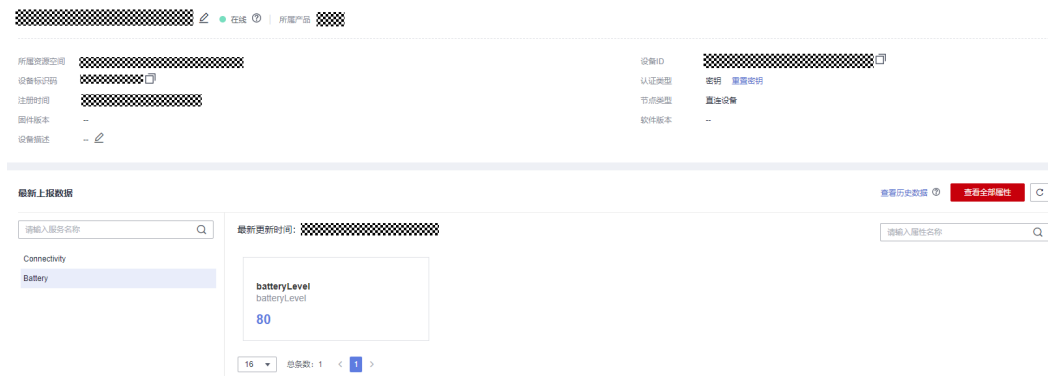 在线 所属产品
所属资源空间
设备ID
设备标识码
认证类型 密钥 重置密钥
注册时间
节点类型 直连设备
固件版本 --
软件版本 --
设备描述 --
最新上报数据
查看历史数据 查看全部属性
请输入服务名称
最新更新时间:
请输入属性名称
Connectivity
Battery
batteryLevel
batteryLevel
80
16 总条数: 1 < 1 >